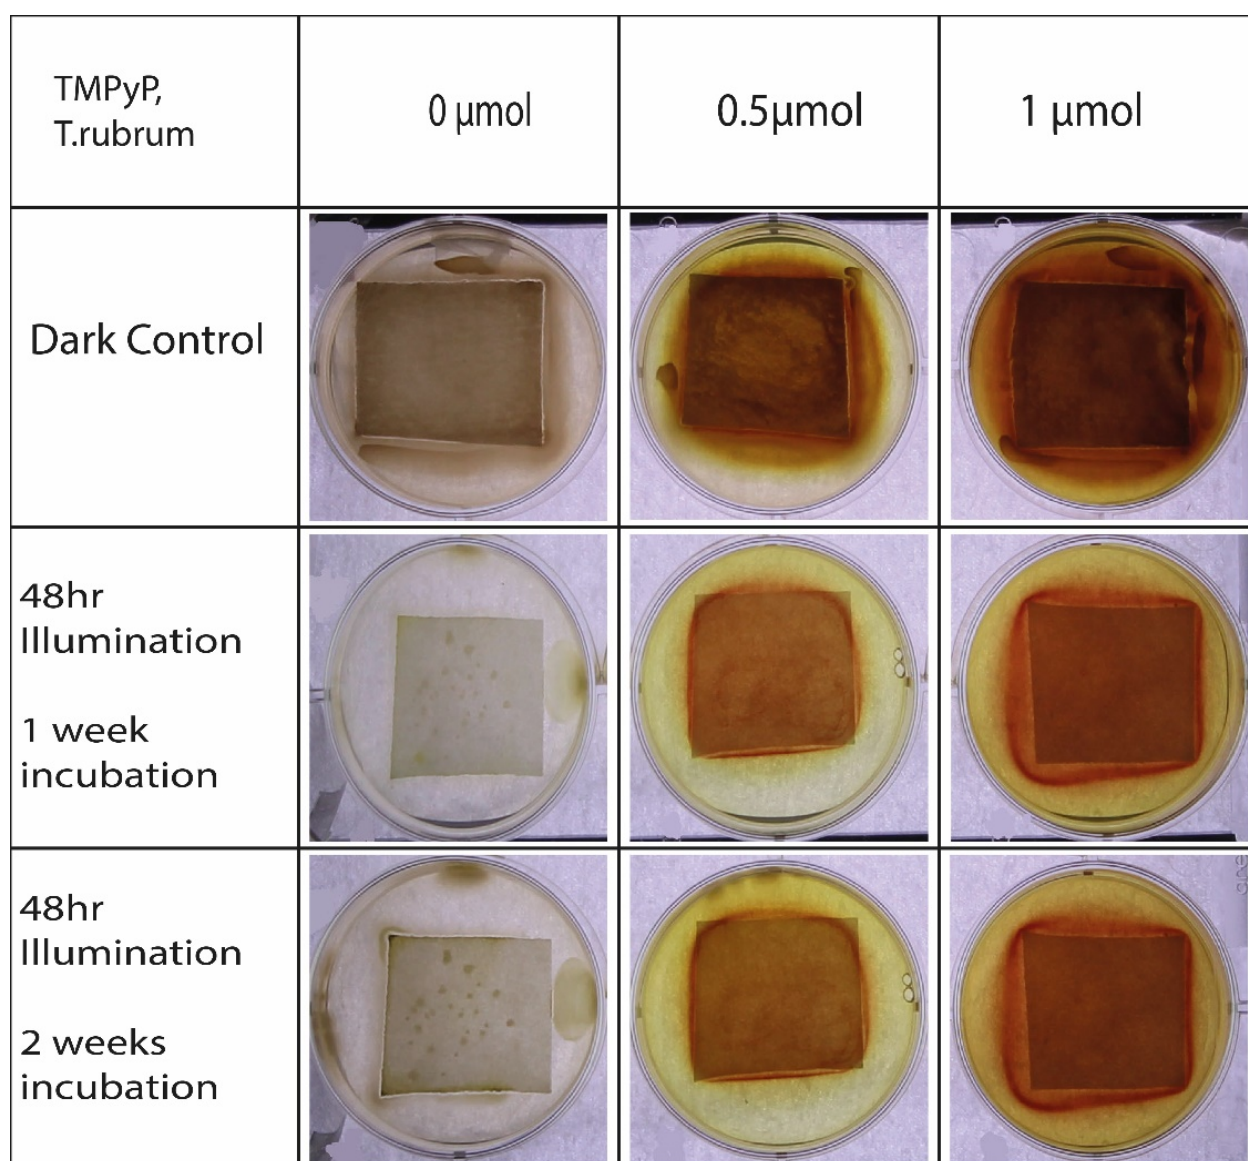 TMPyP,
T.rubrum
0 µmol
0.5µmol
1 µmol
Dark Control
48hr
Illumination
1 week
incubation
48hr
Illumination
2 weeks
incubation